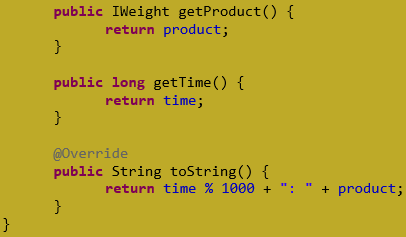 public IWeight getProduct() {
return product;
}
public long getTime() {
return time;
}
@Override
public String toString() {
return time % 1000 + ": " + product;
}
}